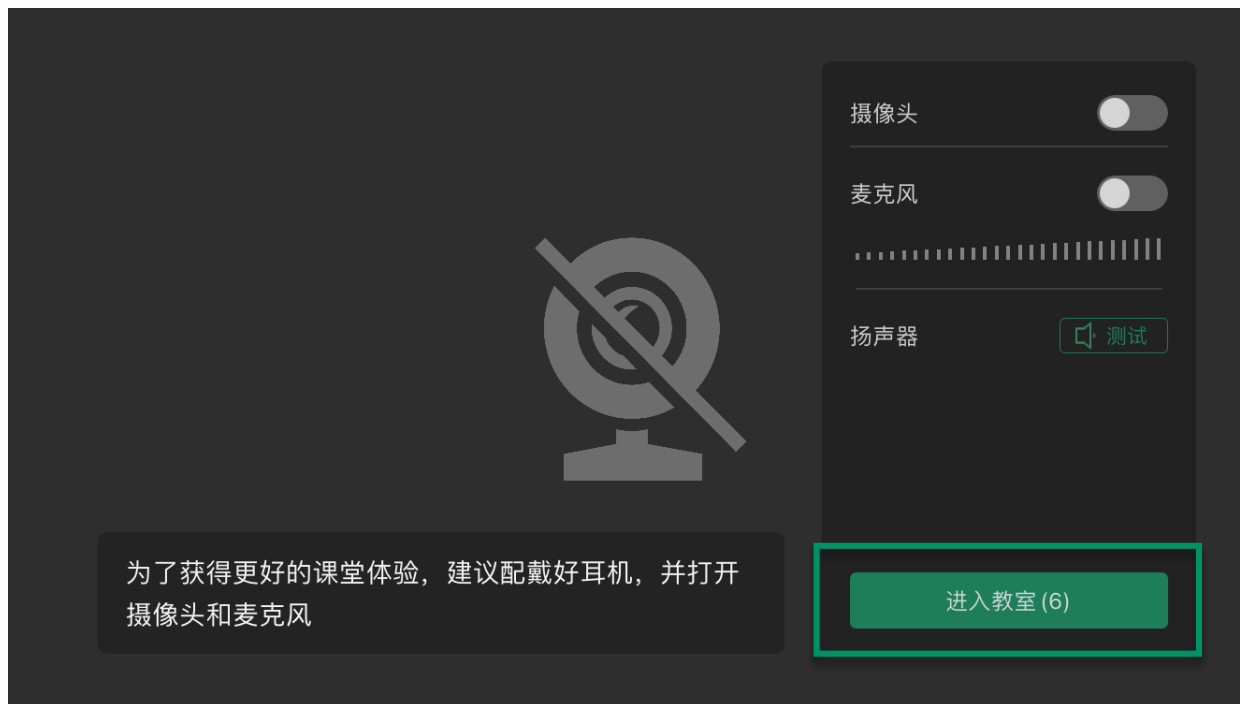 摄像头
麦克风
扬声器
测试
为了获得更好的课堂体验，建议配戴好耳机，并打开
摄像头和麦克风
进入教室(6)